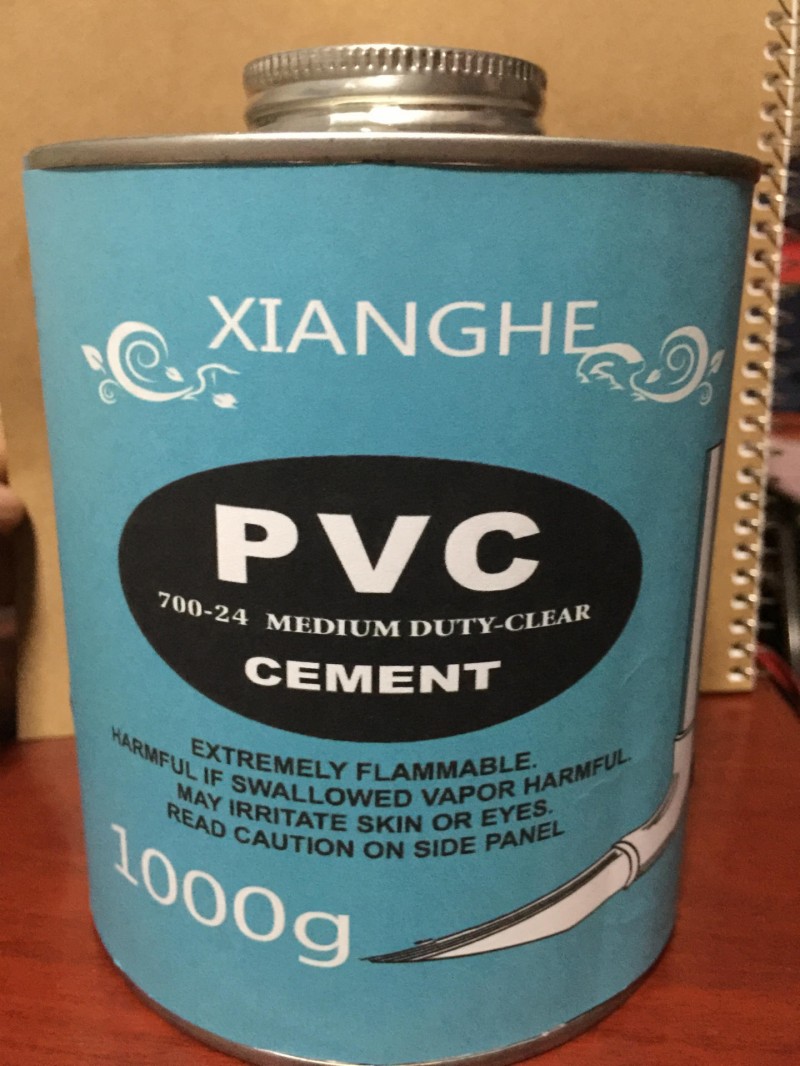 XIANGHE
PVC
700-24 MEDIUM DUTY-CLEAR
CEMENT
EXTREMELY FLAMMABLE.
HARMFUL IF SWALLOWED VAPOR HARMFUL.
MAY IRRITATE SKIN OR EYES.
READ CAUTION ON SIDE PANEL
1000g